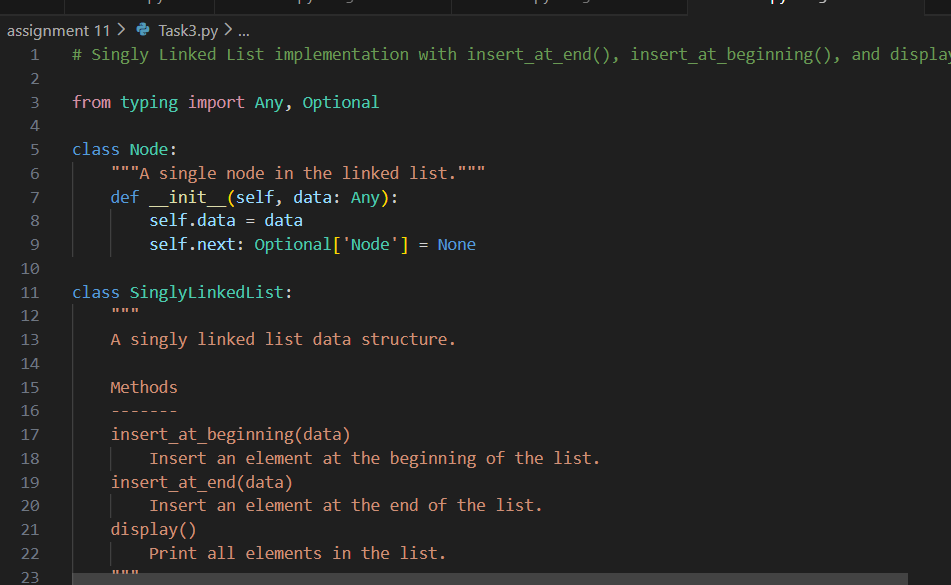 assignment 11 > Task3.py > ...
1 # Singly Linked List implementation with insert_at_end(), insert_at_beginning(), and display
2
3 from typing import Any, Optional
4
5 class Node:
6     """A single node in the linked list."""
7     def __init__(self, data: Any):
8         self.data = data
9         self.next: Optional['Node'] = None
10
11 class SinglyLinkedList:
12     """
13     A singly linked list data structure.
14
15     Methods
16     -------
17     insert_at_beginning(data)
18         Insert an element at the beginning of the list.
19     insert_at_end(data)
20         Insert an element at the end of the list.
21     display()
22         Print all elements in the list.
23     """